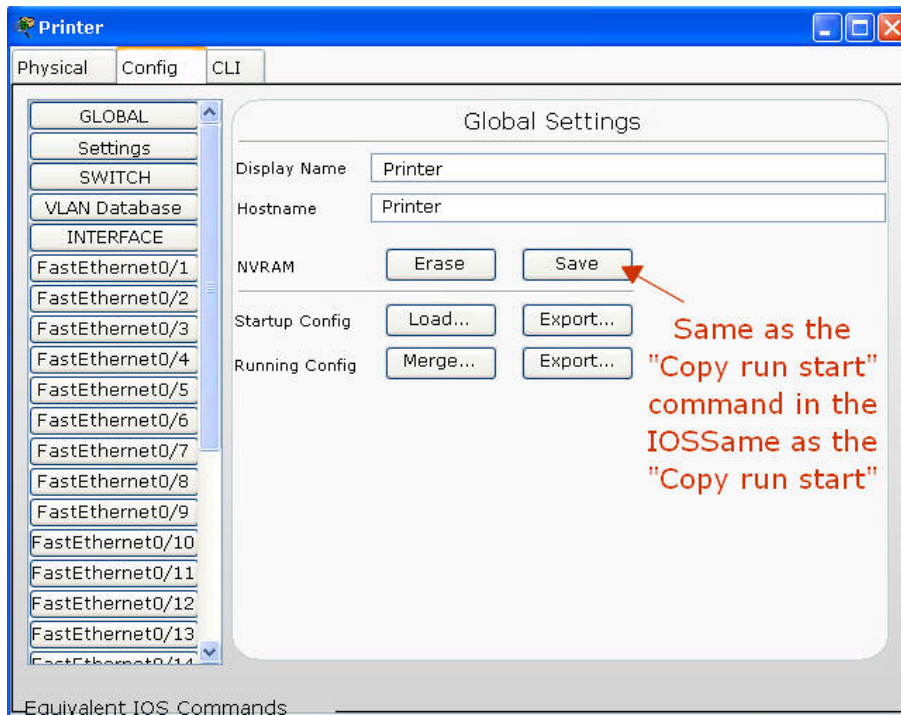 Printer
Physical Config CLI
GLOBAL
Settings
SWITCH
VLAN Database
INTERFACE
FastEthernet0/1
FastEthernet0/2
FastEthernet0/3
FastEthernet0/4
FastEthernet0/5
FastEthernet0/6
FastEthernet0/7
FastEthernet0/8
FastEthernet0/9
FastEthernet0/10
FastEthernet0/11
FastEthernet0/12
FastEthernet0/13
FastEthernet0/14
Global Settings
Display Name Printer
Hostname Printer
NVRAM Erase Save
Startup Config Load... Export...
Running Config Merge... Export...
Same as the
"Copy run start"
command in the
IOSSame as the
"Copy run start"
Equivalent IOS Commands